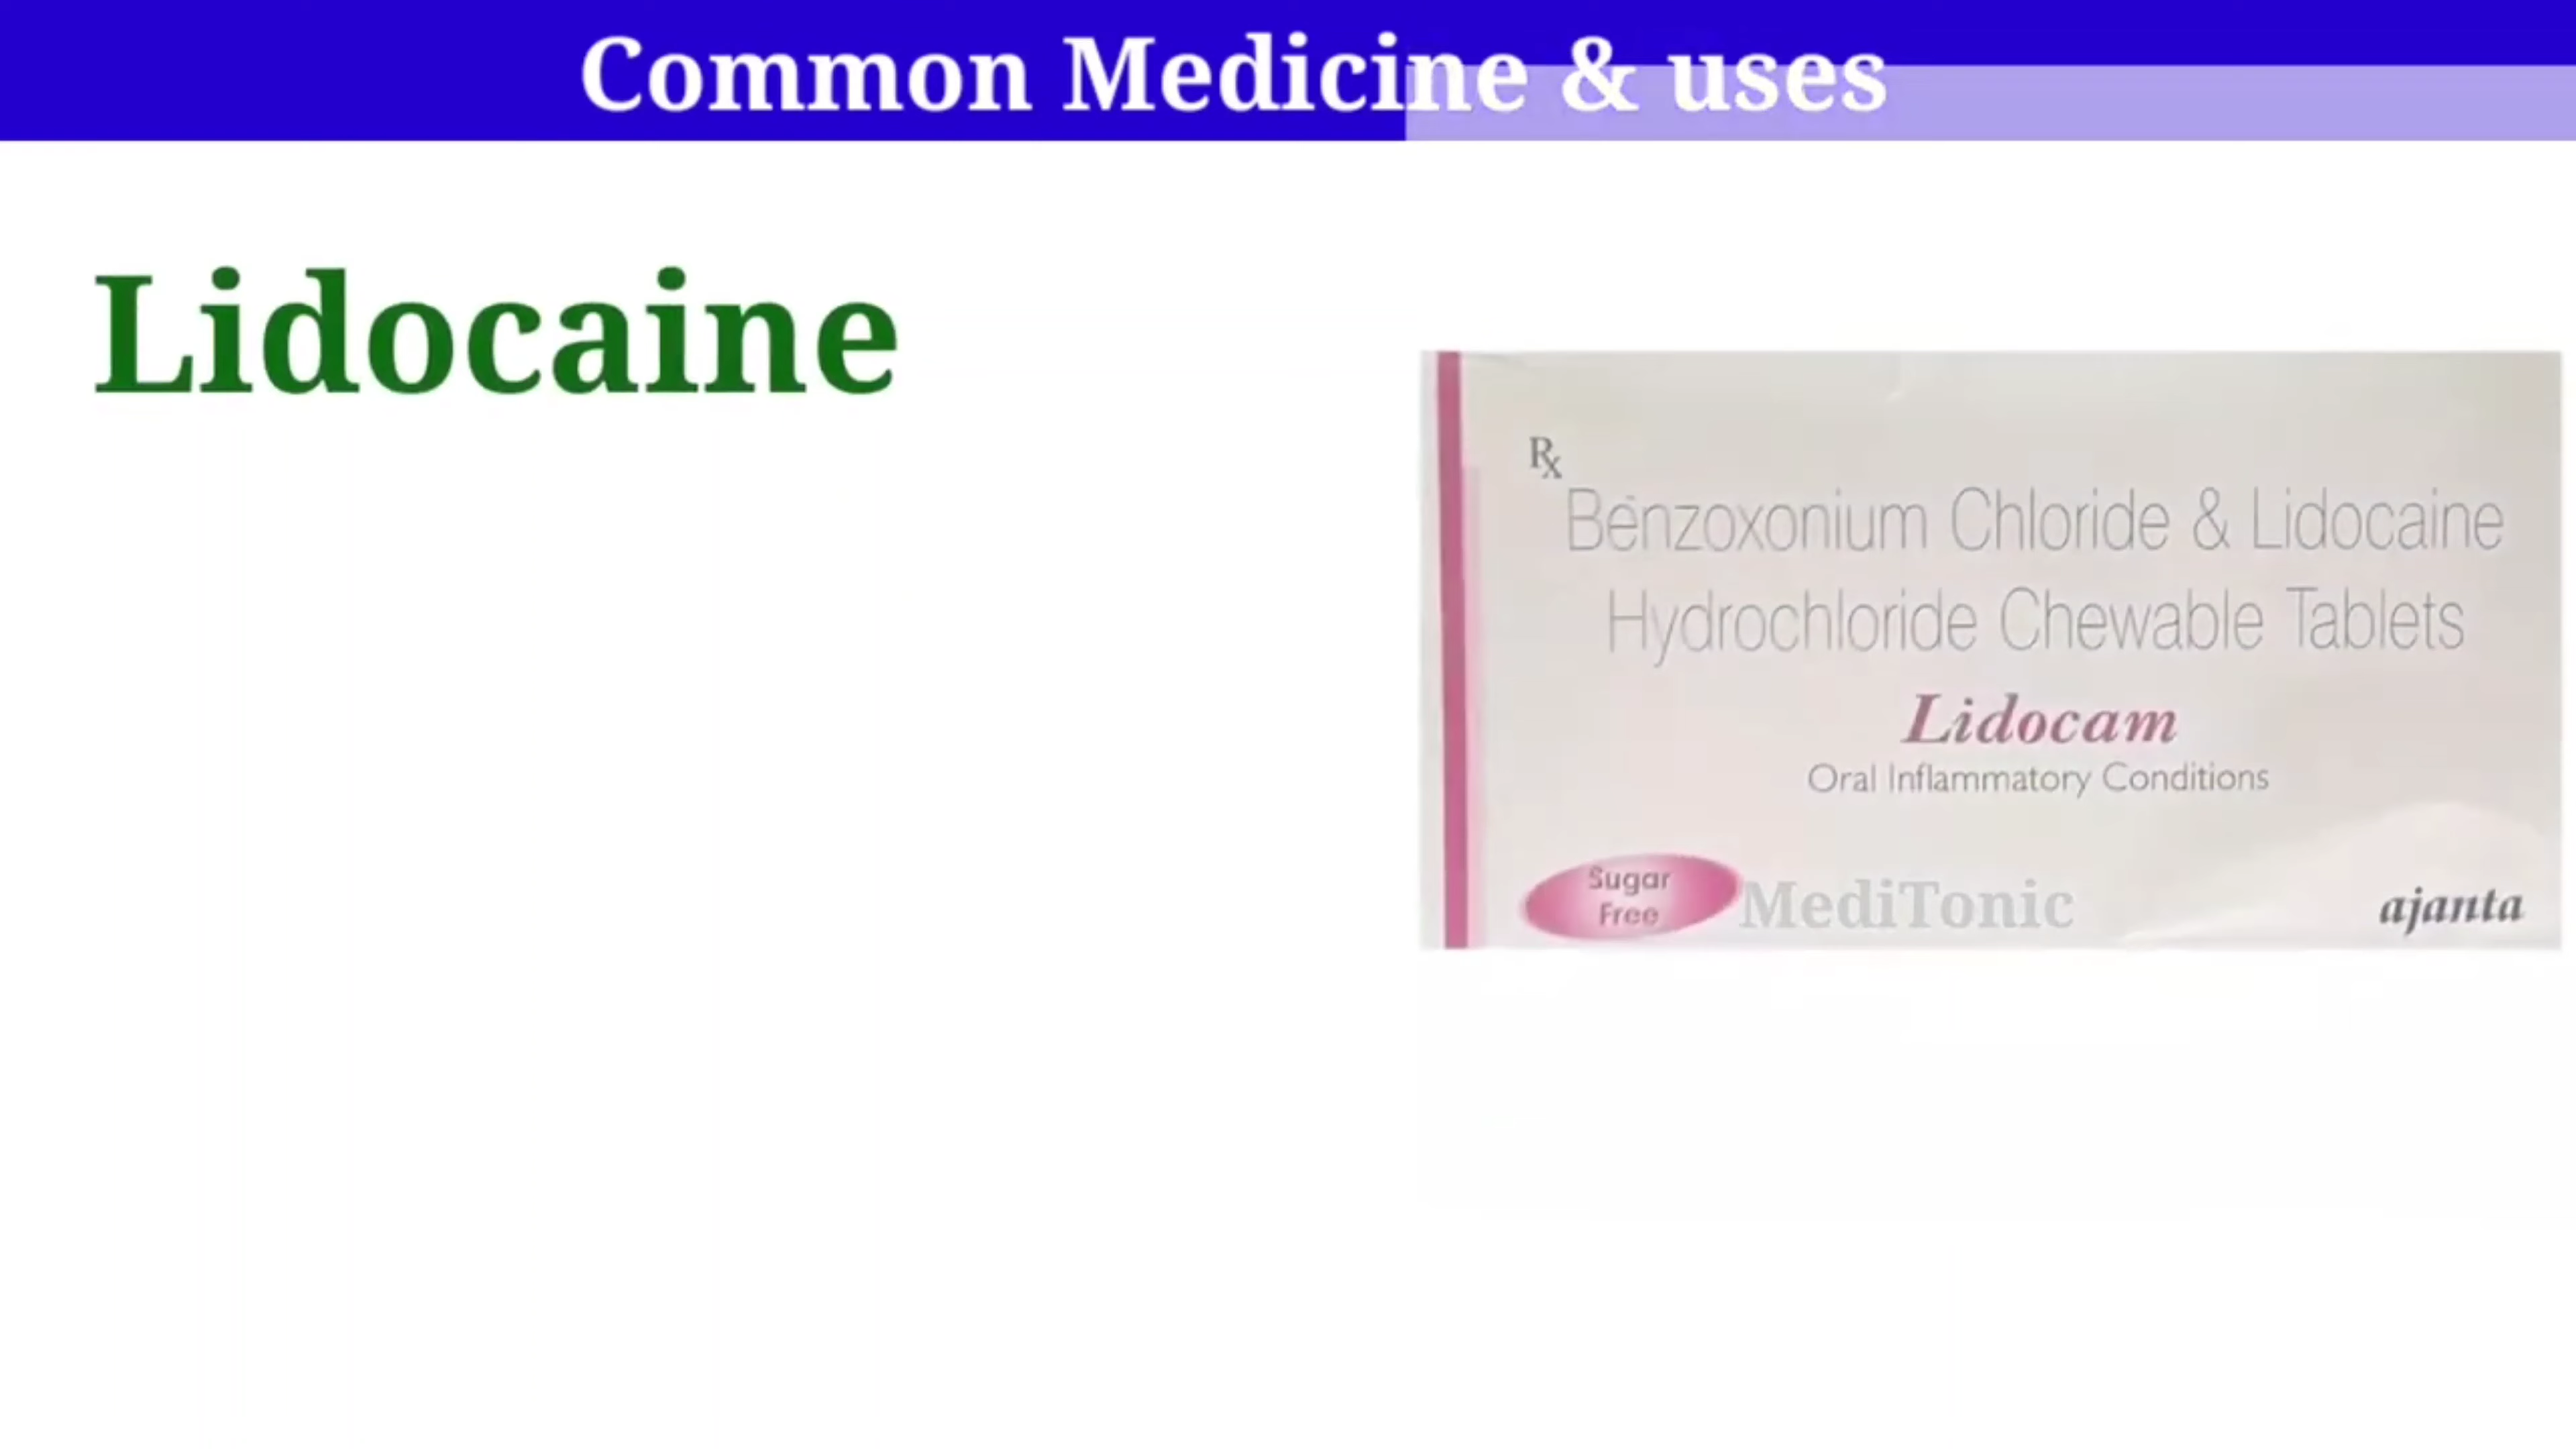 Common Medicine & uses
Lidocaine
Rx
Benzoxonium Chloride & Lidocaine
Hydrochloride Chewable Tablets
Lidocam
Oral Inflammatory Conditions
Sugar
Free
MediTonic
ajanta